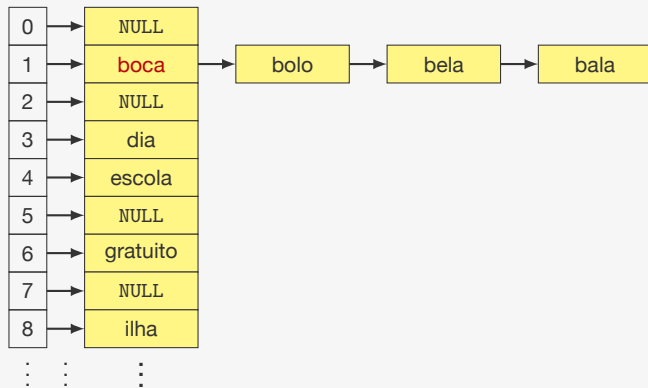 0 NULL
1 boca bolo bela bala
2 NULL
3 dia
4 escola
5 NULL
6 gratuito
7 NULL
8 ilha